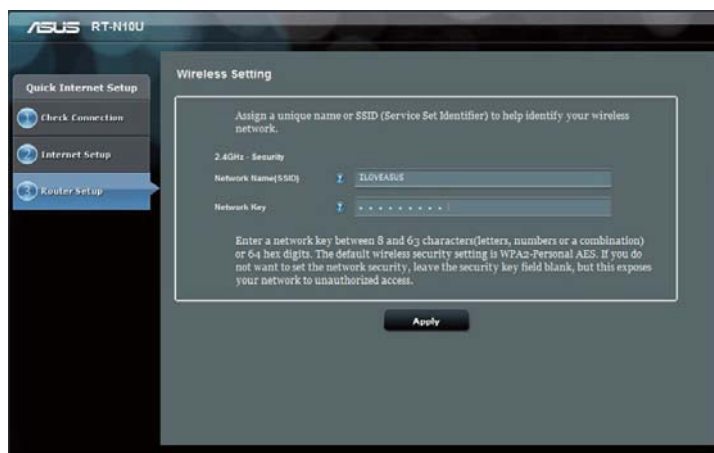 ASUS RT-N10U
Quick Internet Setup
1 Check Connection
2 Internet Setup
3 Router Setup
Wireless Setting
Assign a unique name or SSID (Service Set Identifier) to help identify your wireless
network.
2.4GHz - Security
Network Name(SSID) ? ILOVEASUS
Network Key ? • • • • • • • • •
Enter a network key between 8 and 63 characters(letters, numbers or a combination)
or 64 hex digits. The default wireless security setting is WPA2-Personal AES. If you do
not want to set the network security, leave the security key field blank, but this exposes
your network to unauthorized access.
Apply